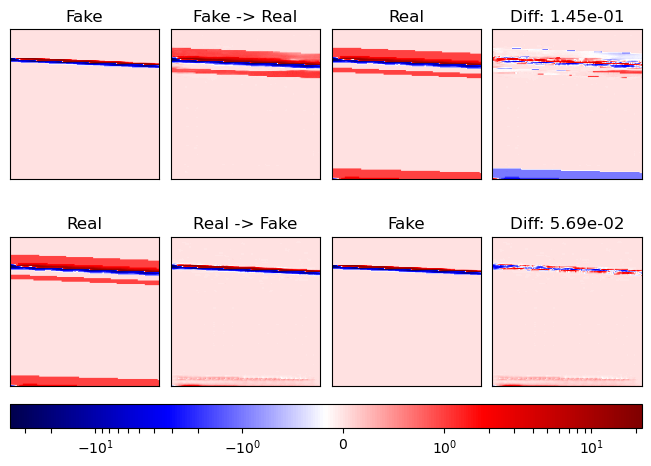 Fake Fake -> Real Real Diff: 1.45e-01
Real Real -> Fake Fake Diff: 5.69e-02
−10¹ −10⁰ 0 10⁰ 10¹